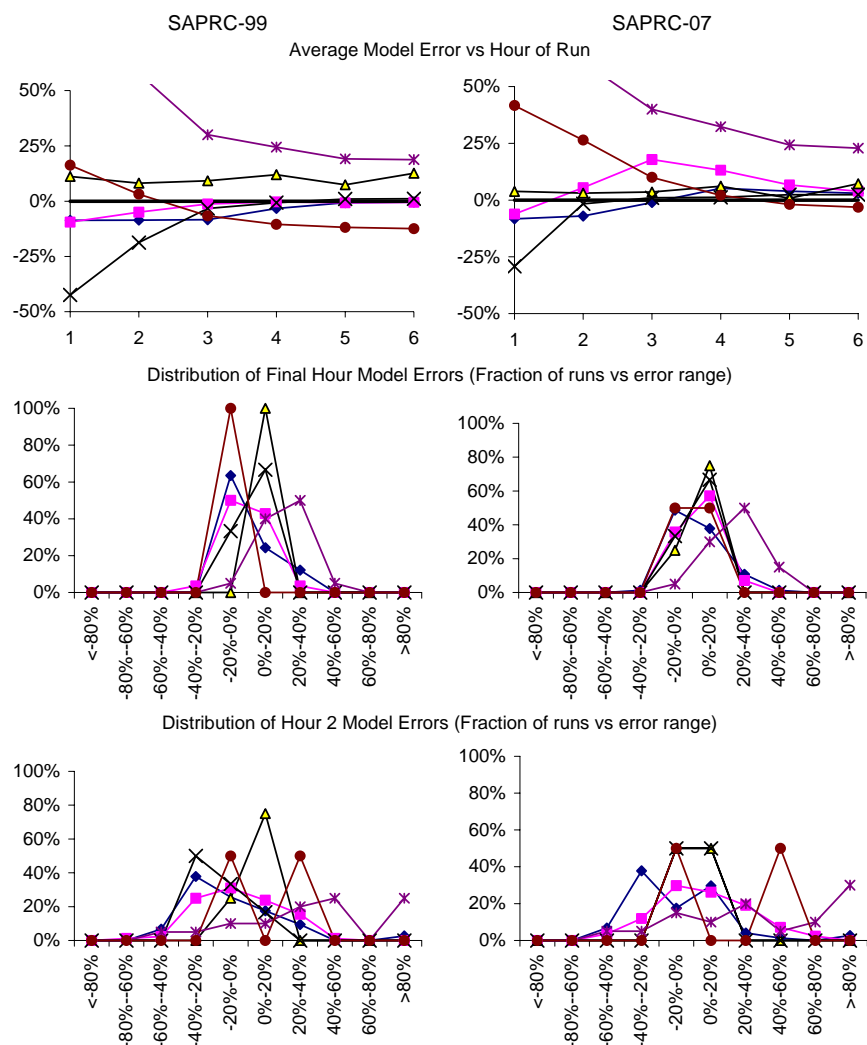 SAPRC-99 SAPRC-07
Average Model Error vs Hour of Run
50% 50%
25% 25%
0% 0%
-25% -25%
-50% -50%
1 2 3 4 5 6 1 2 3 4 5 6
Distribution of Final Hour Model Errors (Fraction of runs vs error range)
100% 100%
80% 80%
60% 60%
40% 40%
20% 20%
0% 0%
<-80% -80%--60% -60%--40% -40%--20% -20%-0% 0%-20% 20%-40% 40%-60% 60%-80% >80% <-80% -80%--60% -60%--40% -40%--20% -20%-0% 0%-20% 20%-40% 40%-60% 60%-80% >80%
Distribution of Hour 2 Model Errors (Fraction of runs vs error range)
100% 100%
80% 80%
60% 60%
40% 40%
20% 20%
0% 0%
<-80% -80%--60% -60%--40% -40%--20% -20%-0% 0%-20% 20%-40% 40%-60% 60%-80% >80% <-80% -80%--60% -60%--40% -40%--20% -20%-0% 0%-20% 20%-40% 40%-60% 60%-80% >80%